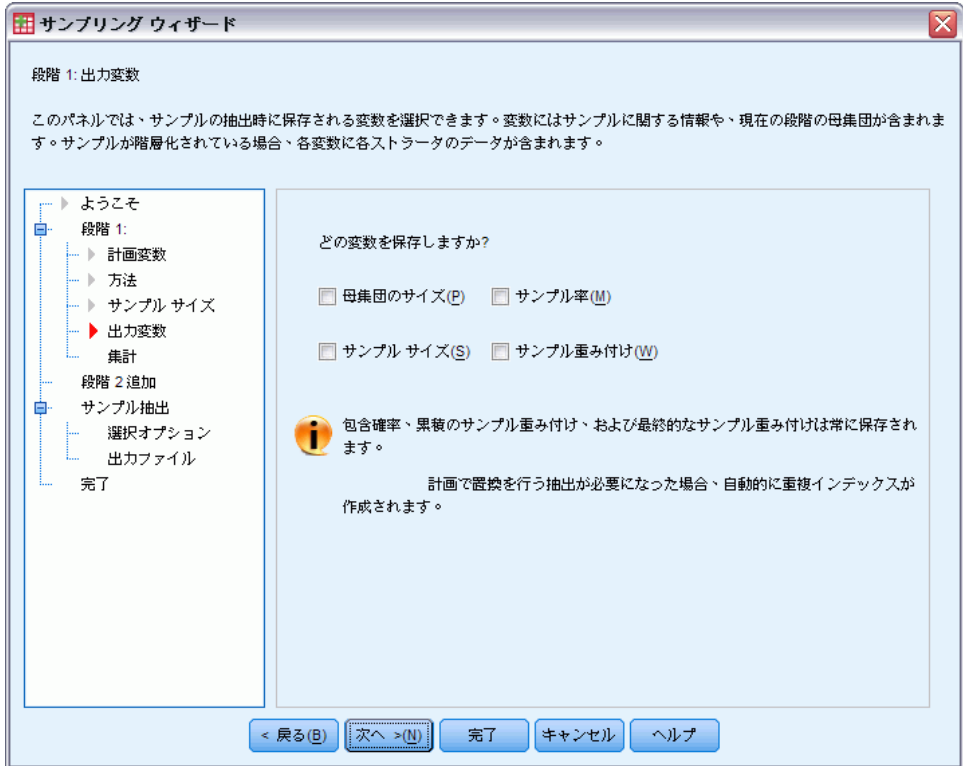 サンプリング ウィザード
段階 1: 出力変数
このパネルでは、サンプルの抽出時に保存される変数を選択できます。変数にはサンプルに関する情報や、現在の段階の母集団が含まれま
す。サンプルが階層化されている場合、各変数に各ストラータのデータが含まれます。
ようこそ
段階 1:
計画変数
方法
サンプル サイズ
出力変数
集計
段階 2 追加
サンプル抽出
選択オプション
出力ファイル
完了
どの変数を保存しますか?
母集団のサイズ(P) サンプル率(M)
サンプル サイズ(S) サンプル重み付け(W)
包含確率、累積のサンプル重み付け、および最終的なサンプル重み付けは常に保存され
ます。
計画で置換を行う抽出が必要になった場合、自動的に重複インデックスが
作成されます。
< 戻る(B) 次へ >(N) 完了 キャンセル ヘルプ